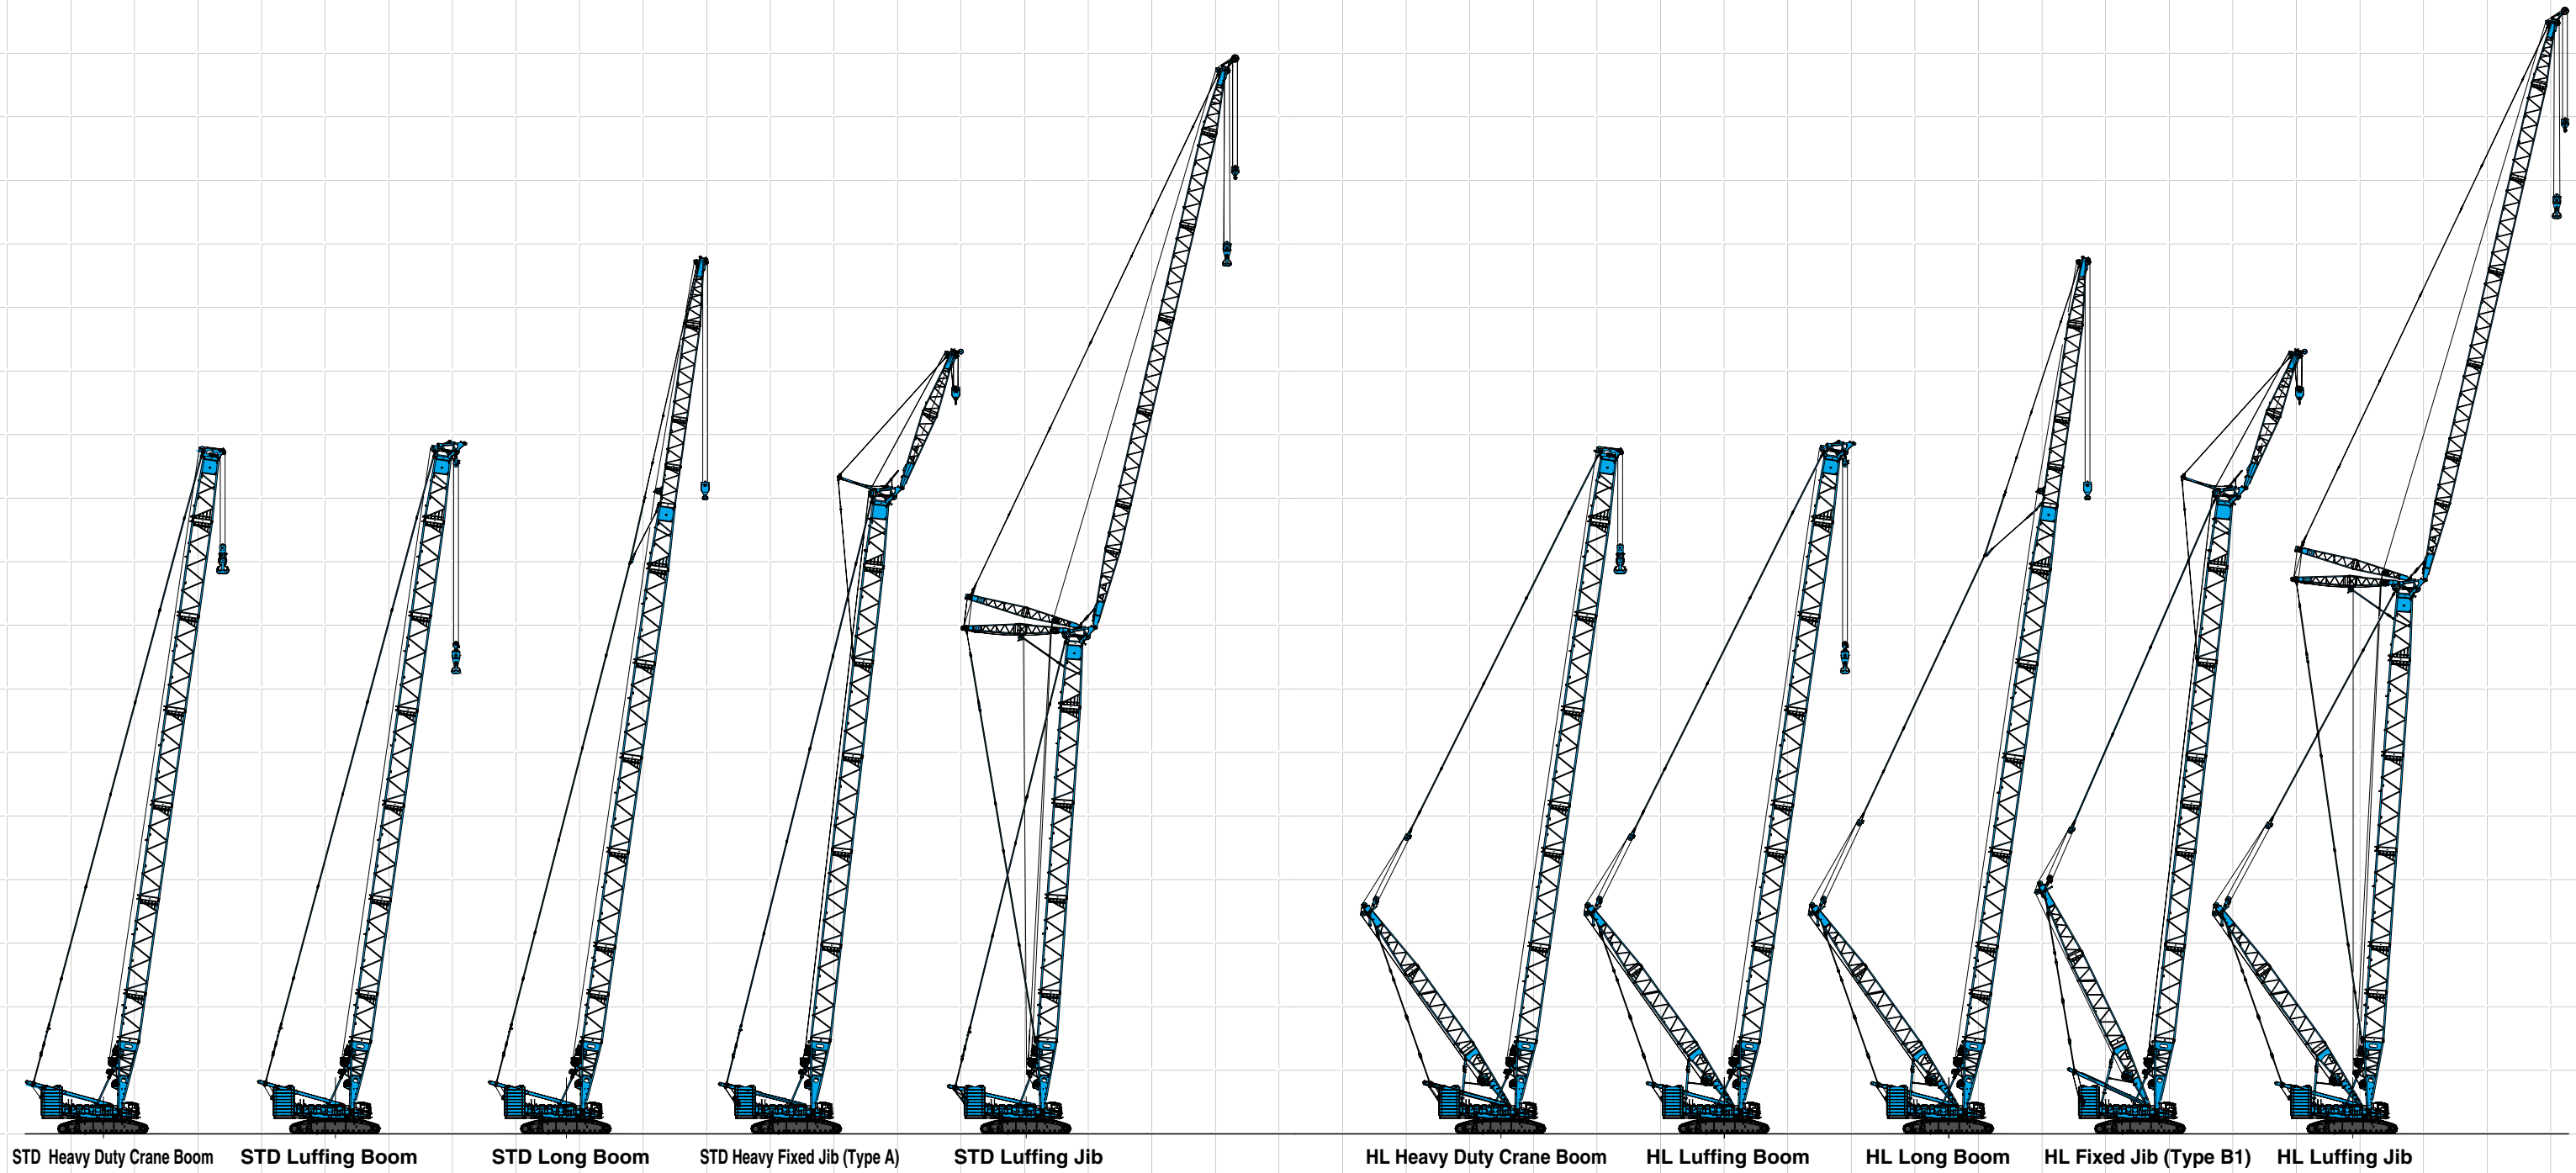 STD Heavy Duty Crane Boom
STD Luffing Boom
STD Long Boom
STD Heavy Fixed Jib (Type A)
STD Luffing Jib
HL Heavy Duty Crane Boom
HL Luffing Boom
HL Long Boom
HL Fixed Jib (Type B1)
HL Luffing Jib